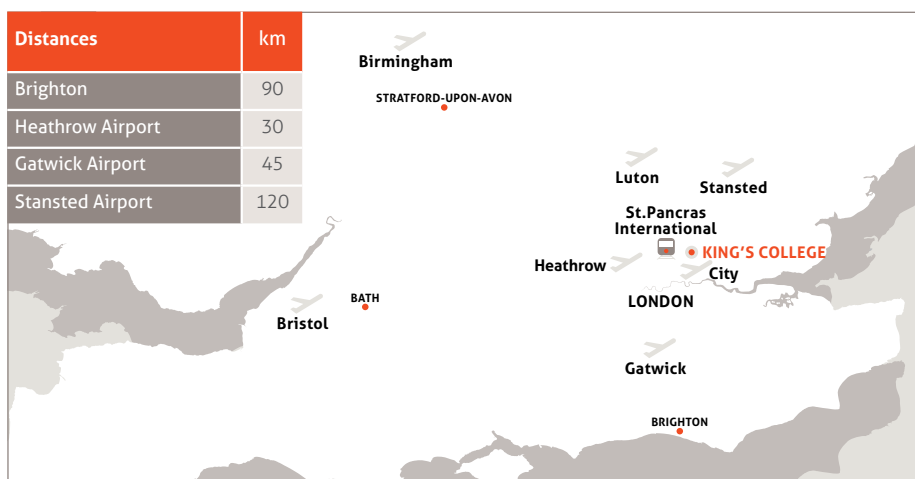 Distances km
Brighton 90
Heathrow Airport 30
Gatwick Airport 45
Stansted Airport 120
Birmingham
STRATFORD-UPON-AVON
Luton
Stansted
St.Pancras
International
KING'S COLLEGE
Heathrow
City
LONDON
BATH
Bristol
Gatwick
BRIGHTON